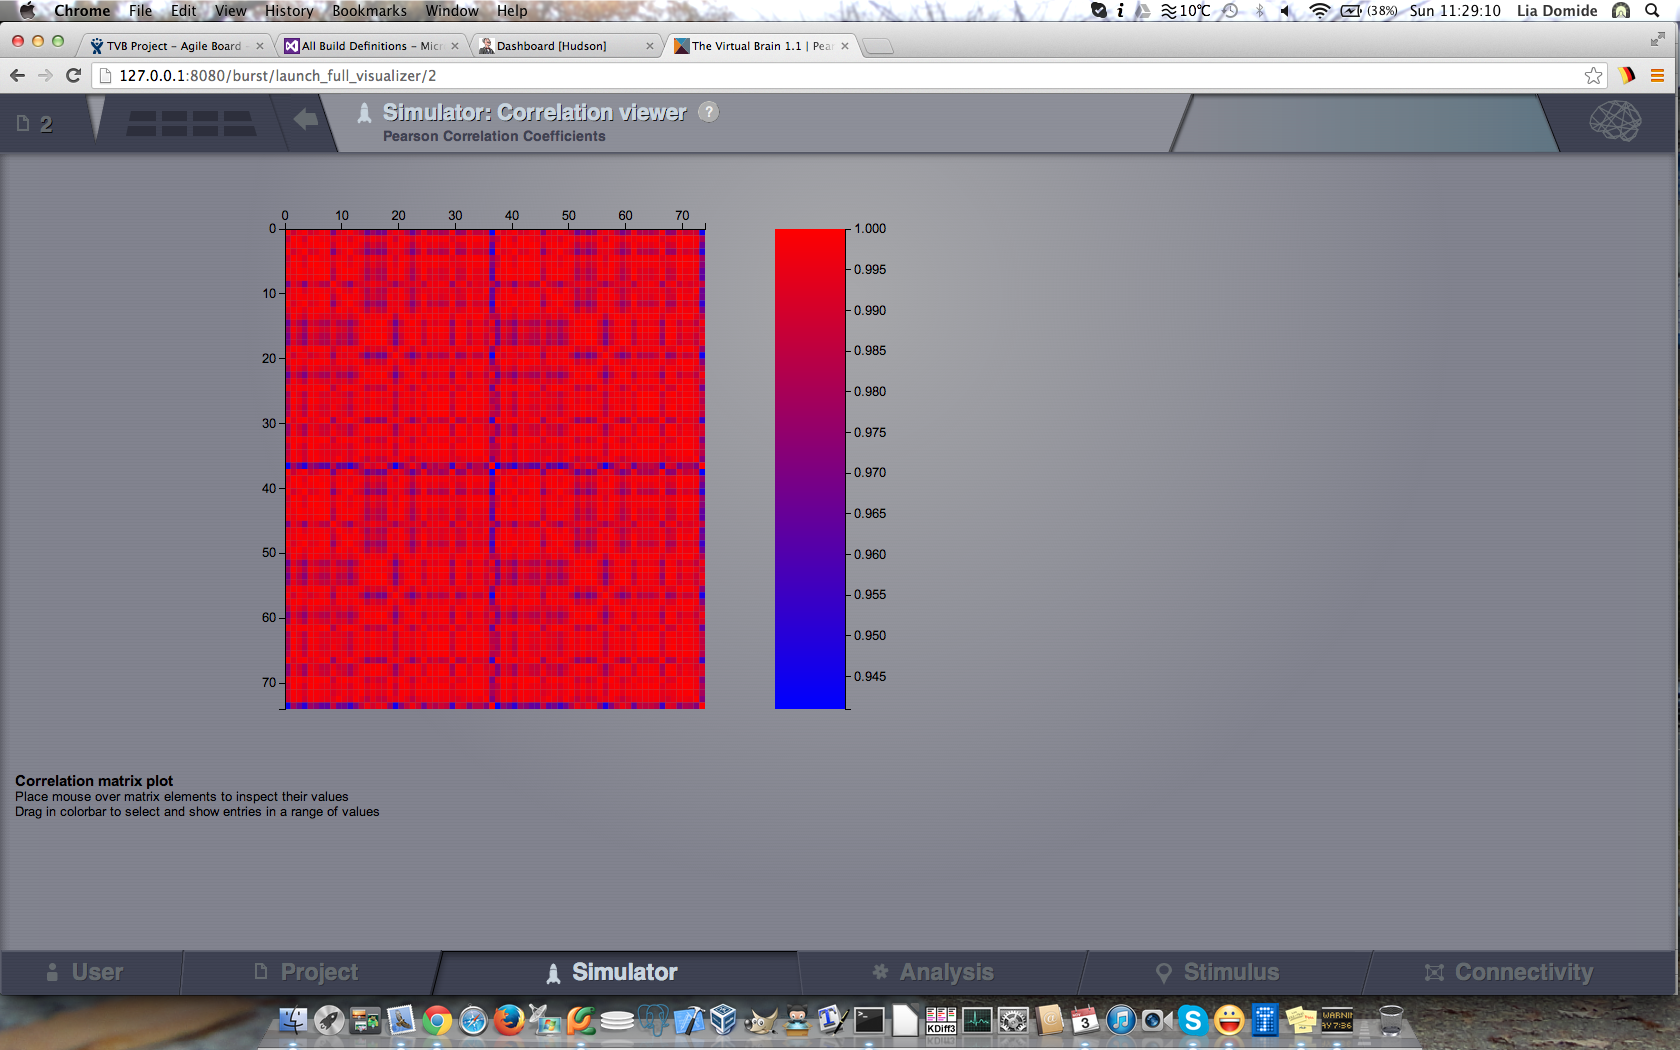 Chrome File Edit View History Bookmarks Window Help 10°C (38%) Sun 11:29:10 Lia Domide
TVB Project – Agile Board All Build Definitions – Micr Dashboard [Hudson] The Virtual Brain 1.1 | Pear
127.0.0.1:8080/burst/launch_full_visualizer/2
2 Simulator: Correlation viewer ?
Pearson Correlation Coefficients
0 10 20 30 40 50 60 70
0
10
20
30
40
50
60
70
1.000
0.995
0.990
0.985
0.980
0.975
0.970
0.965
0.960
0.955
0.950
0.945
Correlation matrix plot
Place mouse over matrix elements to inspect their values
Drag in colorbar to select and show entries in a range of values
User Project Simulator Analysis Stimulus Connectivity
KDiff3 3 WARNIN